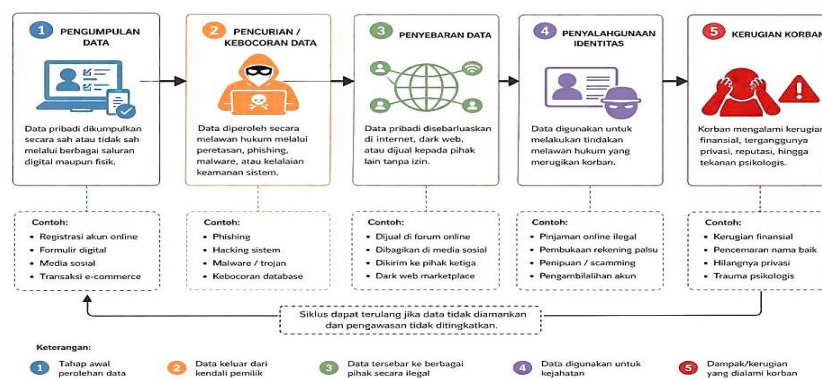 1 PENGUMPULAN
DATA
Data pribadi dikumpulkan
secara sah atau tidak sah
melalui berbagai saluran
digital maupun fisik.
2 PENCURIAN /
KEBOCORAN DATA
Data diperoleh secara
melawan hukum melalui
peretasan, phishing,
malware, atau kelalaian
keamanan sistem.
3 PENYEBARAN DATA
Data pribadi disebarluaskan
di internet, dark web,
atau dijual kepada pihak
lain tanpa izin.
4 PENYALAHGUNAAN
IDENTITAS
Data digunakan untuk
melakukan tindakan
melawan hukum yang
merugikan korban.
5 KERUGIAN KORBAN
Korban mengalami kerugian
finansial, terganggunya
privasi, reputasi, hingga
tekanan psikologis.
Contoh:
• Registrasi akun online
• Formulir digital
• Media sosial
• Transaksi e-commerce
Contoh:
• Phishing
• Hacking sistem
• Malware / trojan
• Kebocoran database
Contoh:
• Dijual di forum online
• Dibagikan di media sosial
• Dikirim ke pihak ketiga
• Dark web marketplace
Contoh:
• Pinjaman online ilegal
• Pembukaan rekening palsu
• Penipuan / scamming
• Pengambilalihan akun
Contoh:
• Kerugian finansial
• Pencemaran nama baik
• Hilangnya privasi
• Trauma psikologis
Siklus dapat terulang jika data tidak diamankan
dan pengawasan tidak ditingkatkan.
Keterangan:
1 Tahap awal
perolehan data
2 Data keluar dari
kendali pemilik
3 Data tersebar ke berbagai
pihak secara ilegal
4 Data digunakan untuk
kejahatan
5 Dampak/kerugian
yang dialami korban